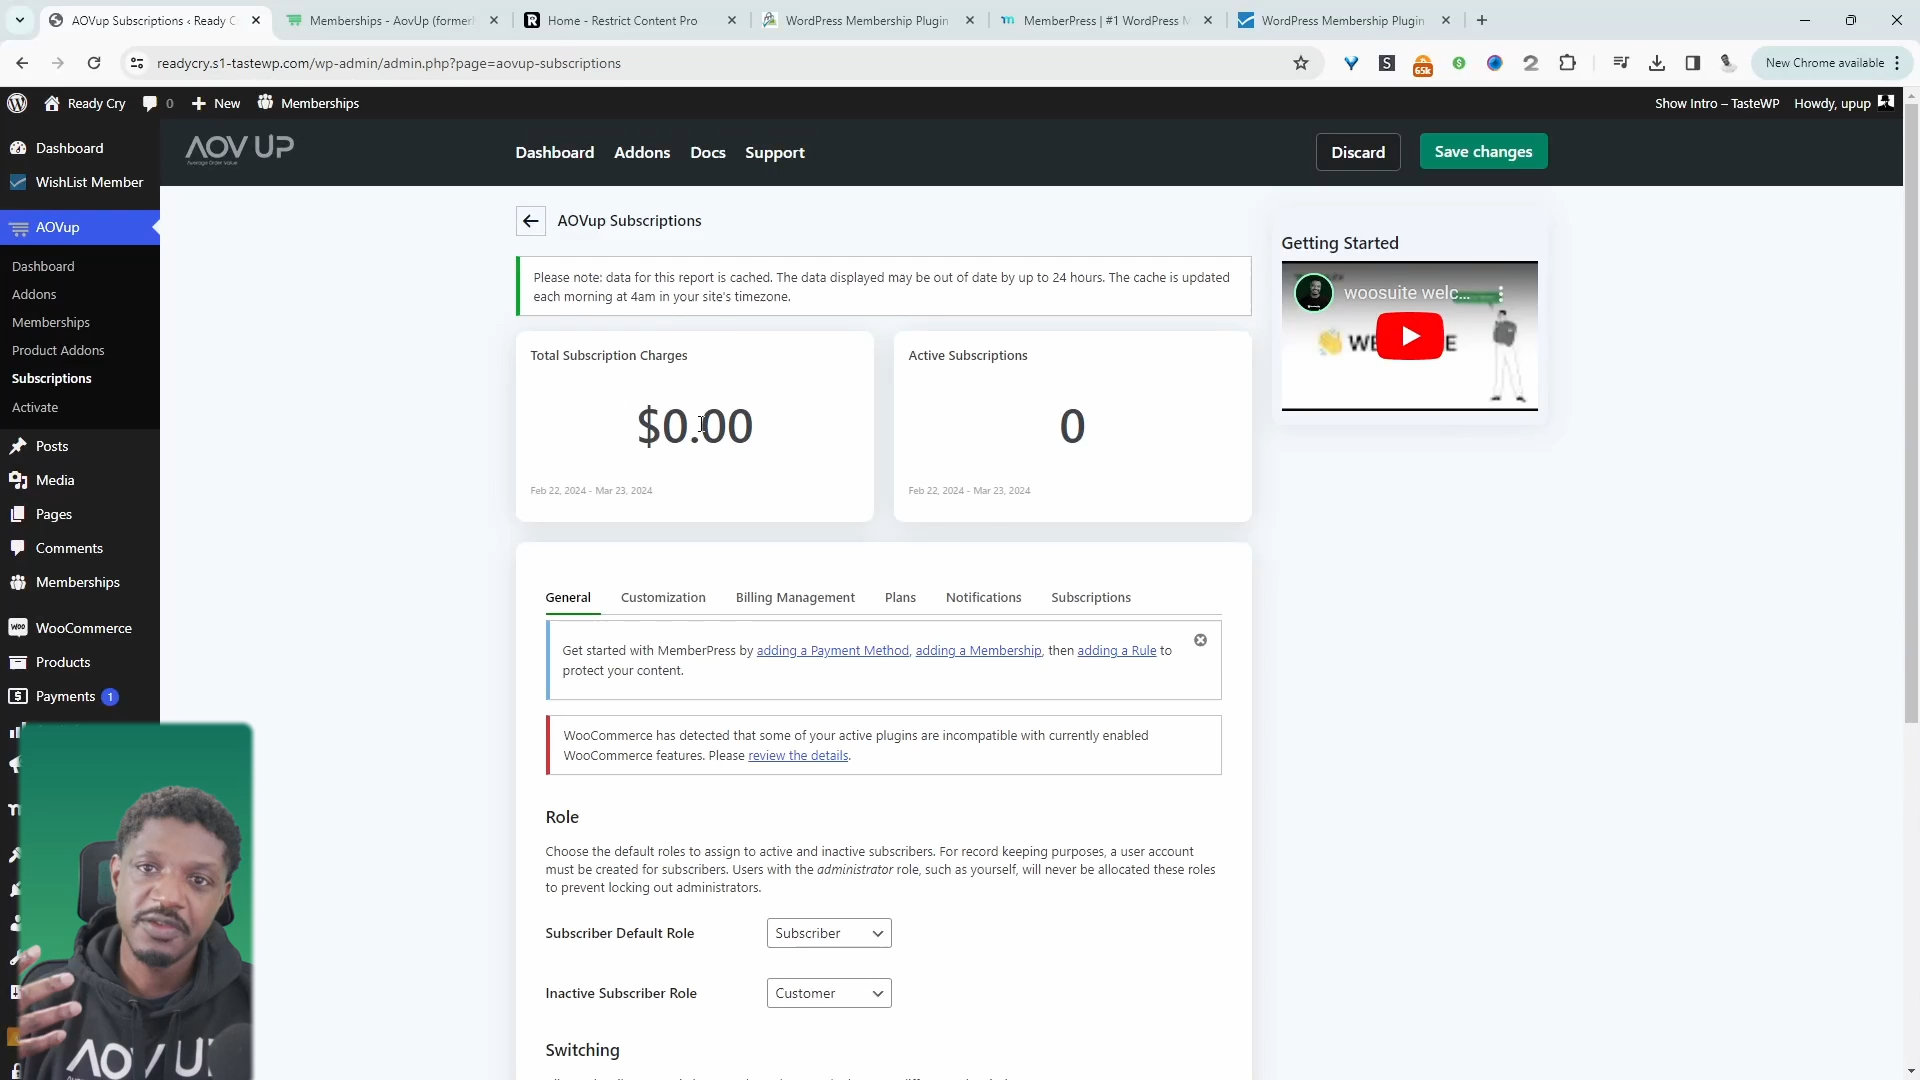 AOVup Subscriptions ‹ Ready C
Memberships - AovUp (former
Home - Restrict Content Pro
WordPress Membership Plugin
MemberPress | #1 WordPress M
WordPress Membership Plugin
readycry.s1-tastewp.com/wp-admin/admin.php?page=aovup-subscriptions
65k
New Chrome available
Ready Cry
0
New
Memberships
Show Intro – TasteWP
Howdy, upup
Dashboard
WishList Member
AOVup
Dashboard
Addons
Memberships
Product Addons
Subscriptions
Activate
Posts
Media
Pages
Comments
Memberships
WooCommerce
Products
Payments 1
AOV UP
Dashboard
Addons
Docs
Support
Discard
Save changes
AOVup Subscriptions
Please note: data for this report is cached. The data displayed may be out of date by up to 24 hours. The cache is updated
each morning at 4am in your site's timezone.
Total Subscription Charges
$0.00
Feb 22, 2024 - Mar 23, 2024
Active Subscriptions
0
Feb 22, 2024 - Mar 23, 2024
Getting Started
woosuite welc...
General
Customization
Billing Management
Plans
Notifications
Subscriptions
Get started with MemberPress by adding a Payment Method, adding a Membership, then adding a Rule to
protect your content.
WooCommerce has detected that some of your active plugins are incompatible with currently enabled
WooCommerce features. Please review the details.
Role
Choose the default roles to assign to active and inactive subscribers. For record keeping purposes, a user account
must be created for subscribers. Users with the administrator role, such as yourself, will never be allocated these roles
to prevent locking out administrators.
Subscriber Default Role
Subscriber
Inactive Subscriber Role
Customer
Switching